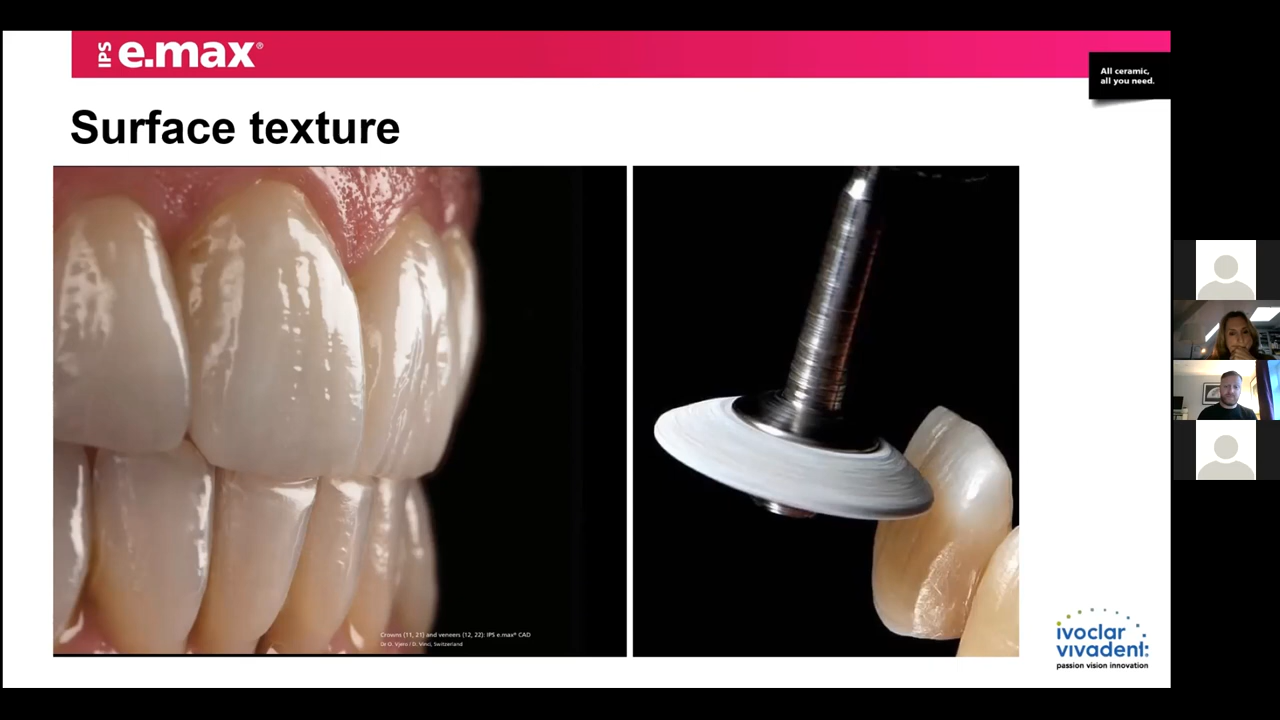 IPS e.max®
All ceramic,
all you need.
Surface texture
Crowns (11, 21) and veneers (12, 22): IPS e.max® CAD
Dr O. Vjero / D. Vinci, Switzerland
ivoclar
vivadent:
passion vision innovation